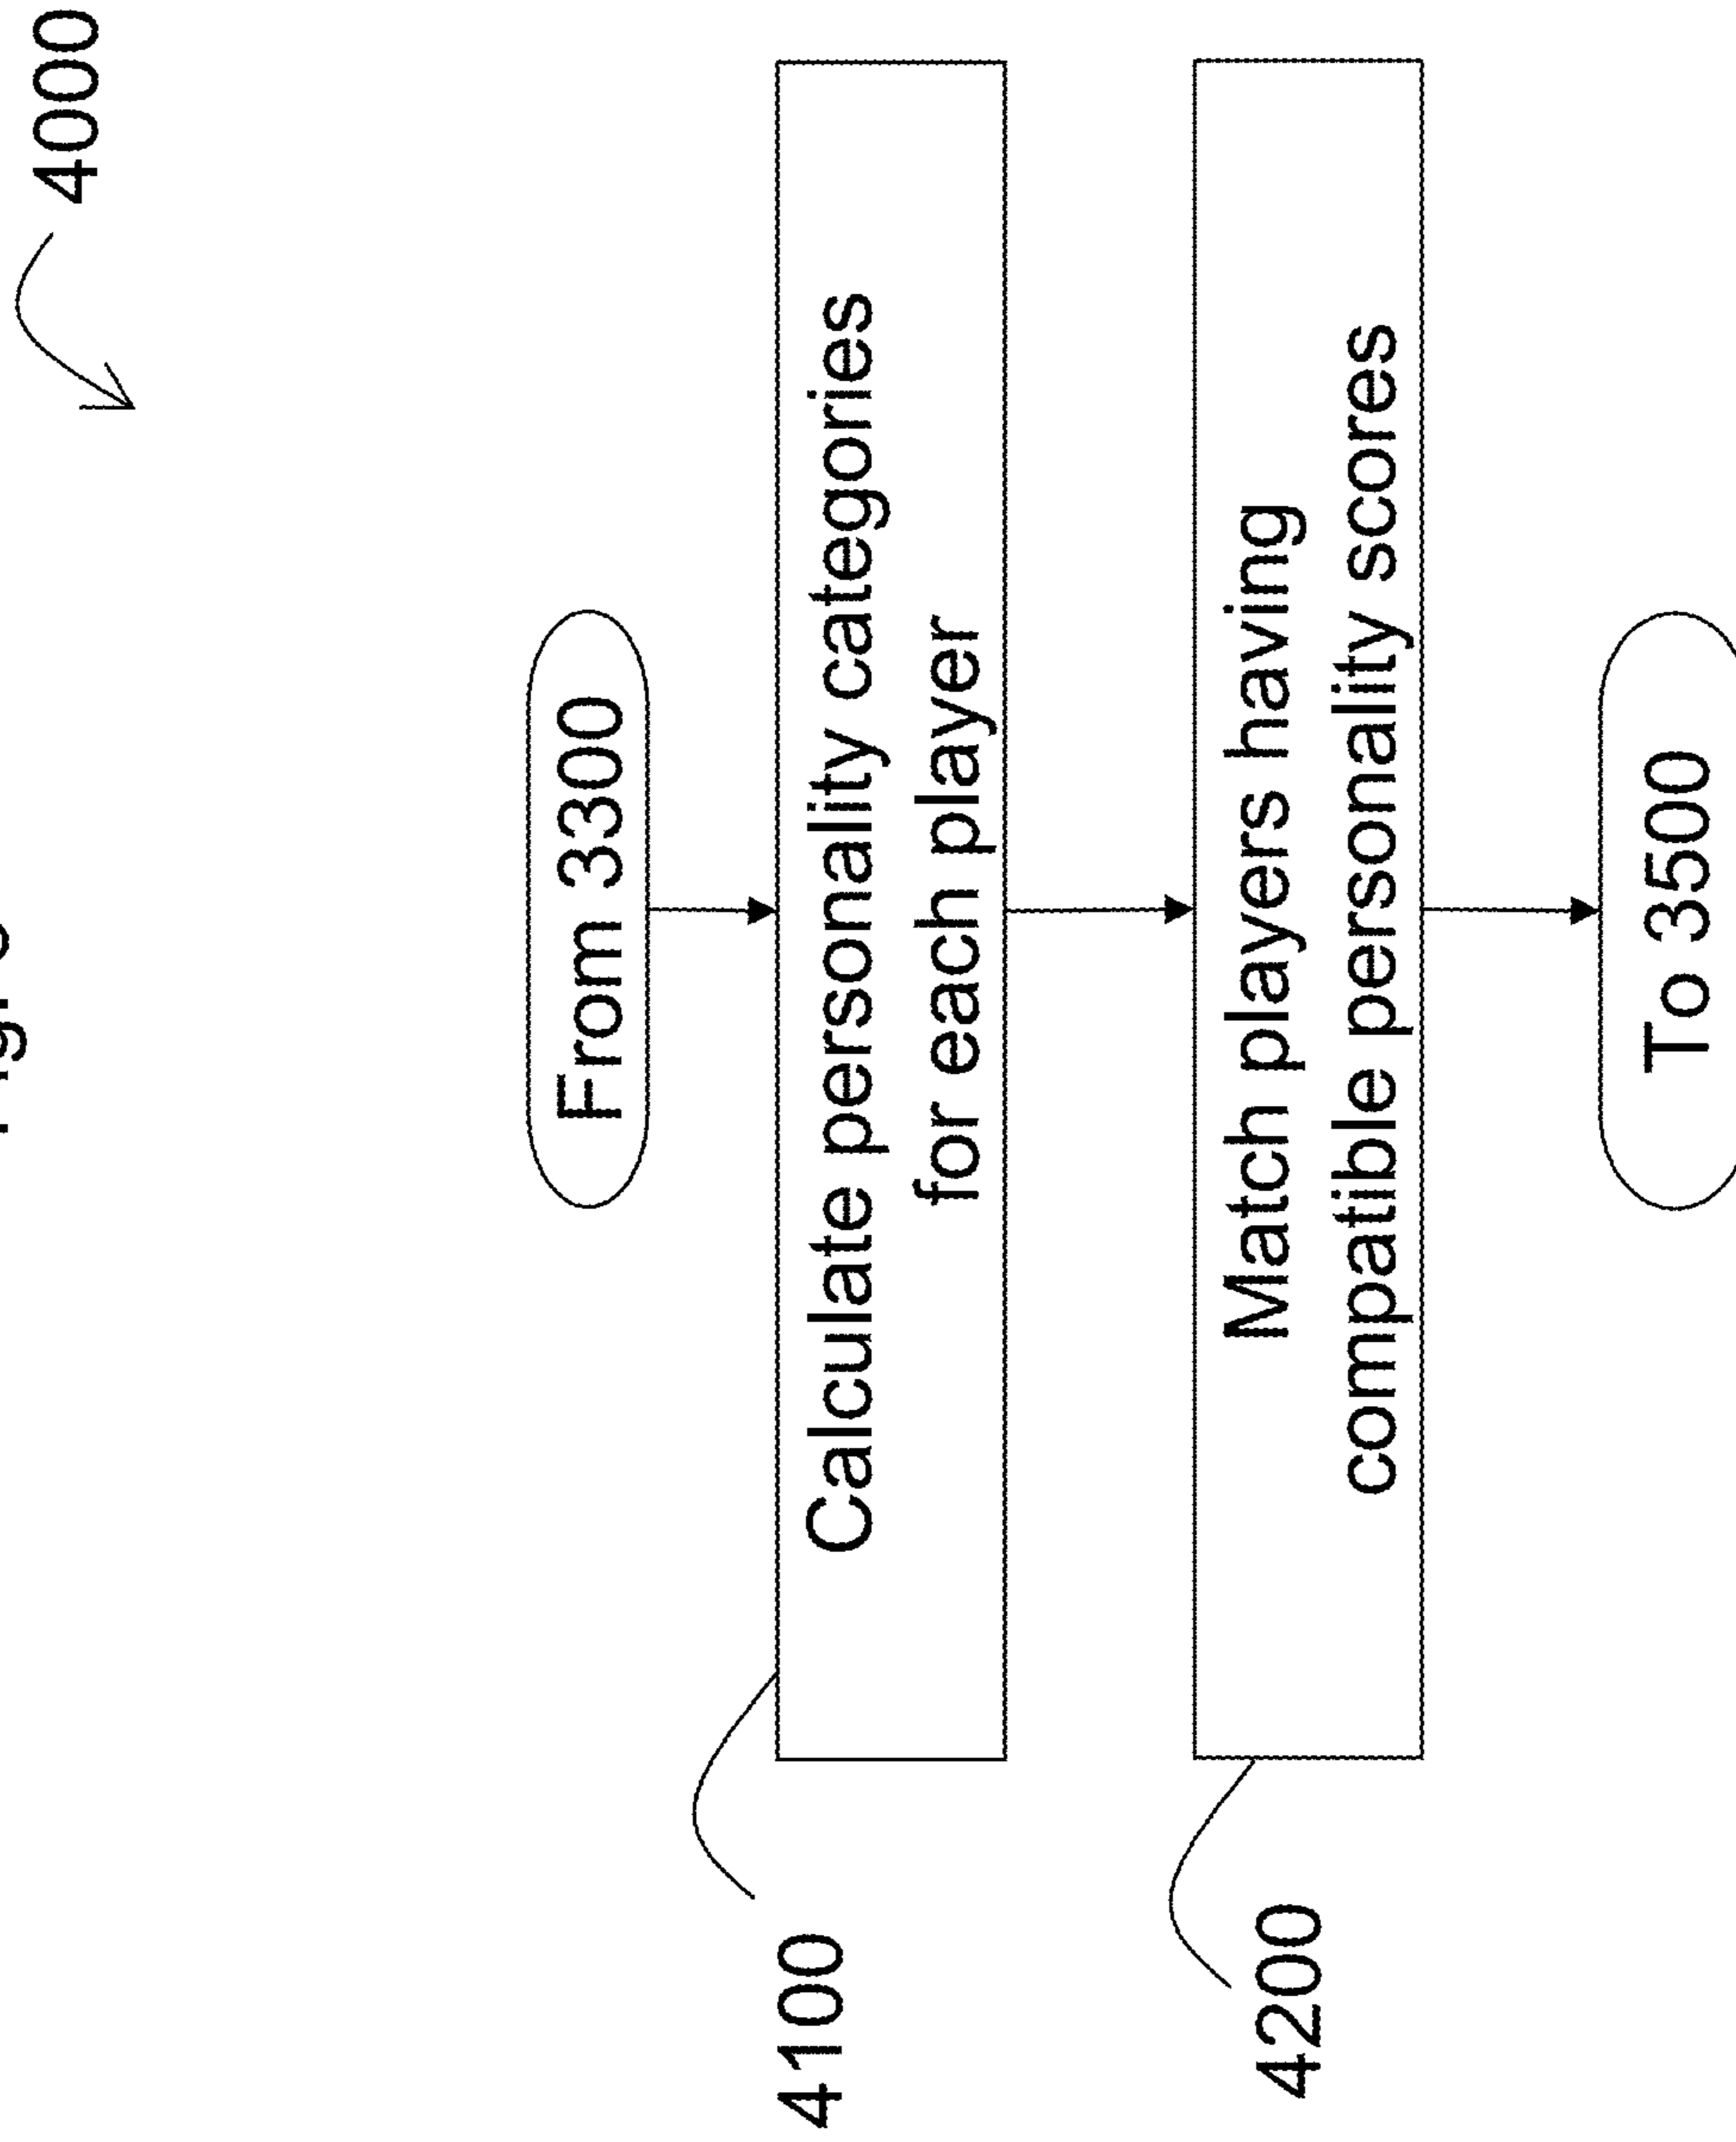 4000
From 3300
Calculate personality categories
for each player
4100
Match players having
compatible personality scores
4200
To 3500